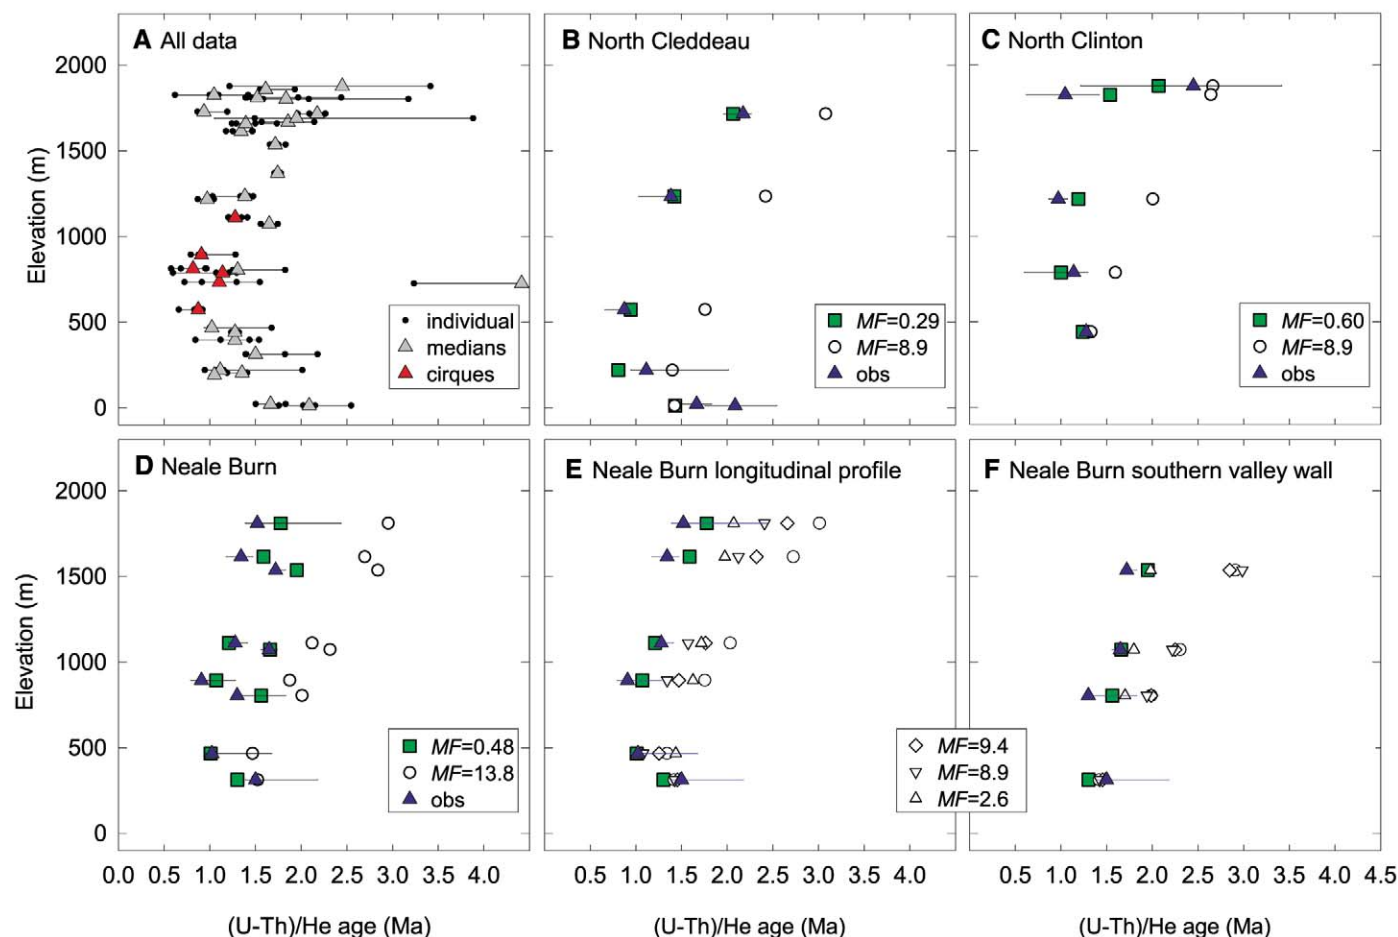 A All data
B North Cleddeau
C North Clinton
Elevation (m)
2000
1500
1000
500
0
individual
medians
cirques
MF=0.29
MF=8.9
obs
MF=0.60
MF=8.9
obs
D Neale Burn
E Neale Burn longitudinal profile
F Neale Burn southern valley wall
Elevation (m)
2000
1500
1000
500
0
MF=0.48
MF=13.8
obs
MF=9.4
MF=8.9
MF=2.6
0.0 0.5 1.0 1.5 2.0 2.5 3.0 3.5 4.0
0.5 1.0 1.5 2.0 2.5 3.0 3.5 4.0
0.5 1.0 1.5 2.0 2.5 3.0 3.5 4.0 4.5
(U-Th)/He age (Ma)
(U-Th)/He age (Ma)
(U-Th)/He age (Ma)